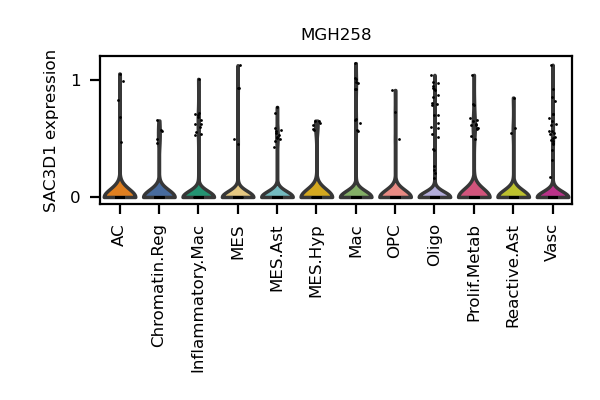 MGH258
SAC3D1 expression
1
0
AC
Chromatin.Reg
Inflammatory.Mac
MES
MES.Ast
MES.Hyp
Mac
OPC
Oligo
Prolif.Metab
Reactive.Ast
Vasc